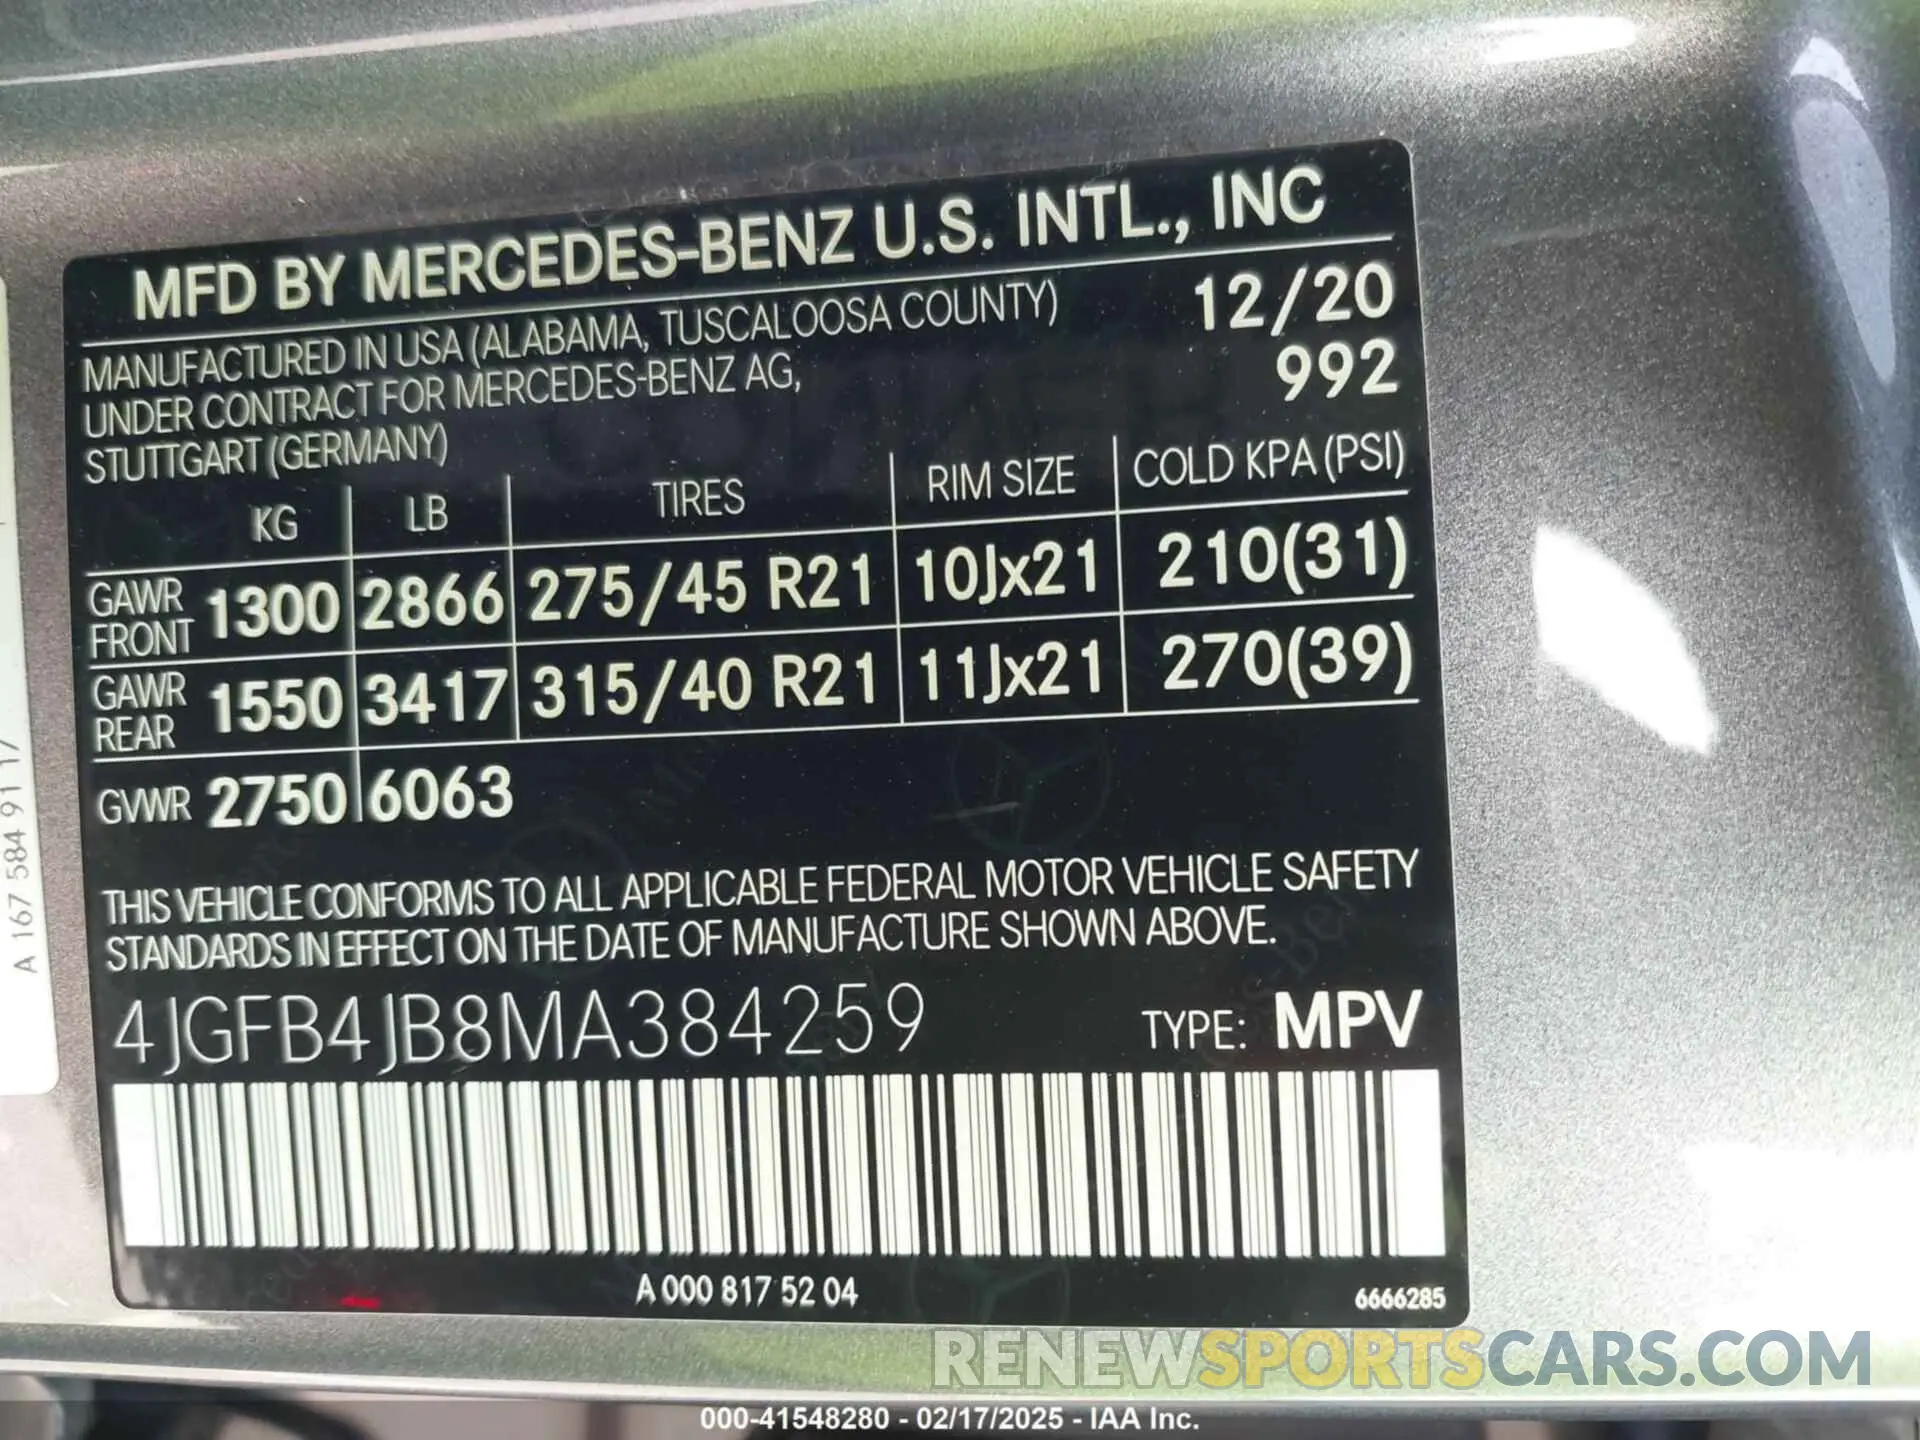 MFD BY MERCEDES-BENZ U.S. INTL., INC
MANUFACTURED IN USA (ALABAMA, TUSCALOOSA COUNTY) 12/20
UNDER CONTRACT FOR MERCEDES-BENZ AG, 992
STUTTGART (GERMANY)
KG LB TIRES RIM SIZE COLD KPA (PSI)
GAWR FRONT 1300 2866 275/45 R21 10Jx21 210(31)
GAWR REAR 1550 3417 315/40 R21 11Jx21 270(39)
GVWR 2750 6063
THIS VEHICLE CONFORMS TO ALL APPLICABLE FEDERAL MOTOR VEHICLE SAFETY
STANDARDS IN EFFECT ON THE DATE OF MANUFACTURE SHOWN ABOVE.
4JGFB4JB8MA384259 TYPE: MPV
A 000 817 52 04 6666285
A 167 584 91 17
RENEWSPORTSCARS.COM
000-41548280 - 02/17/2025 - IAA Inc.